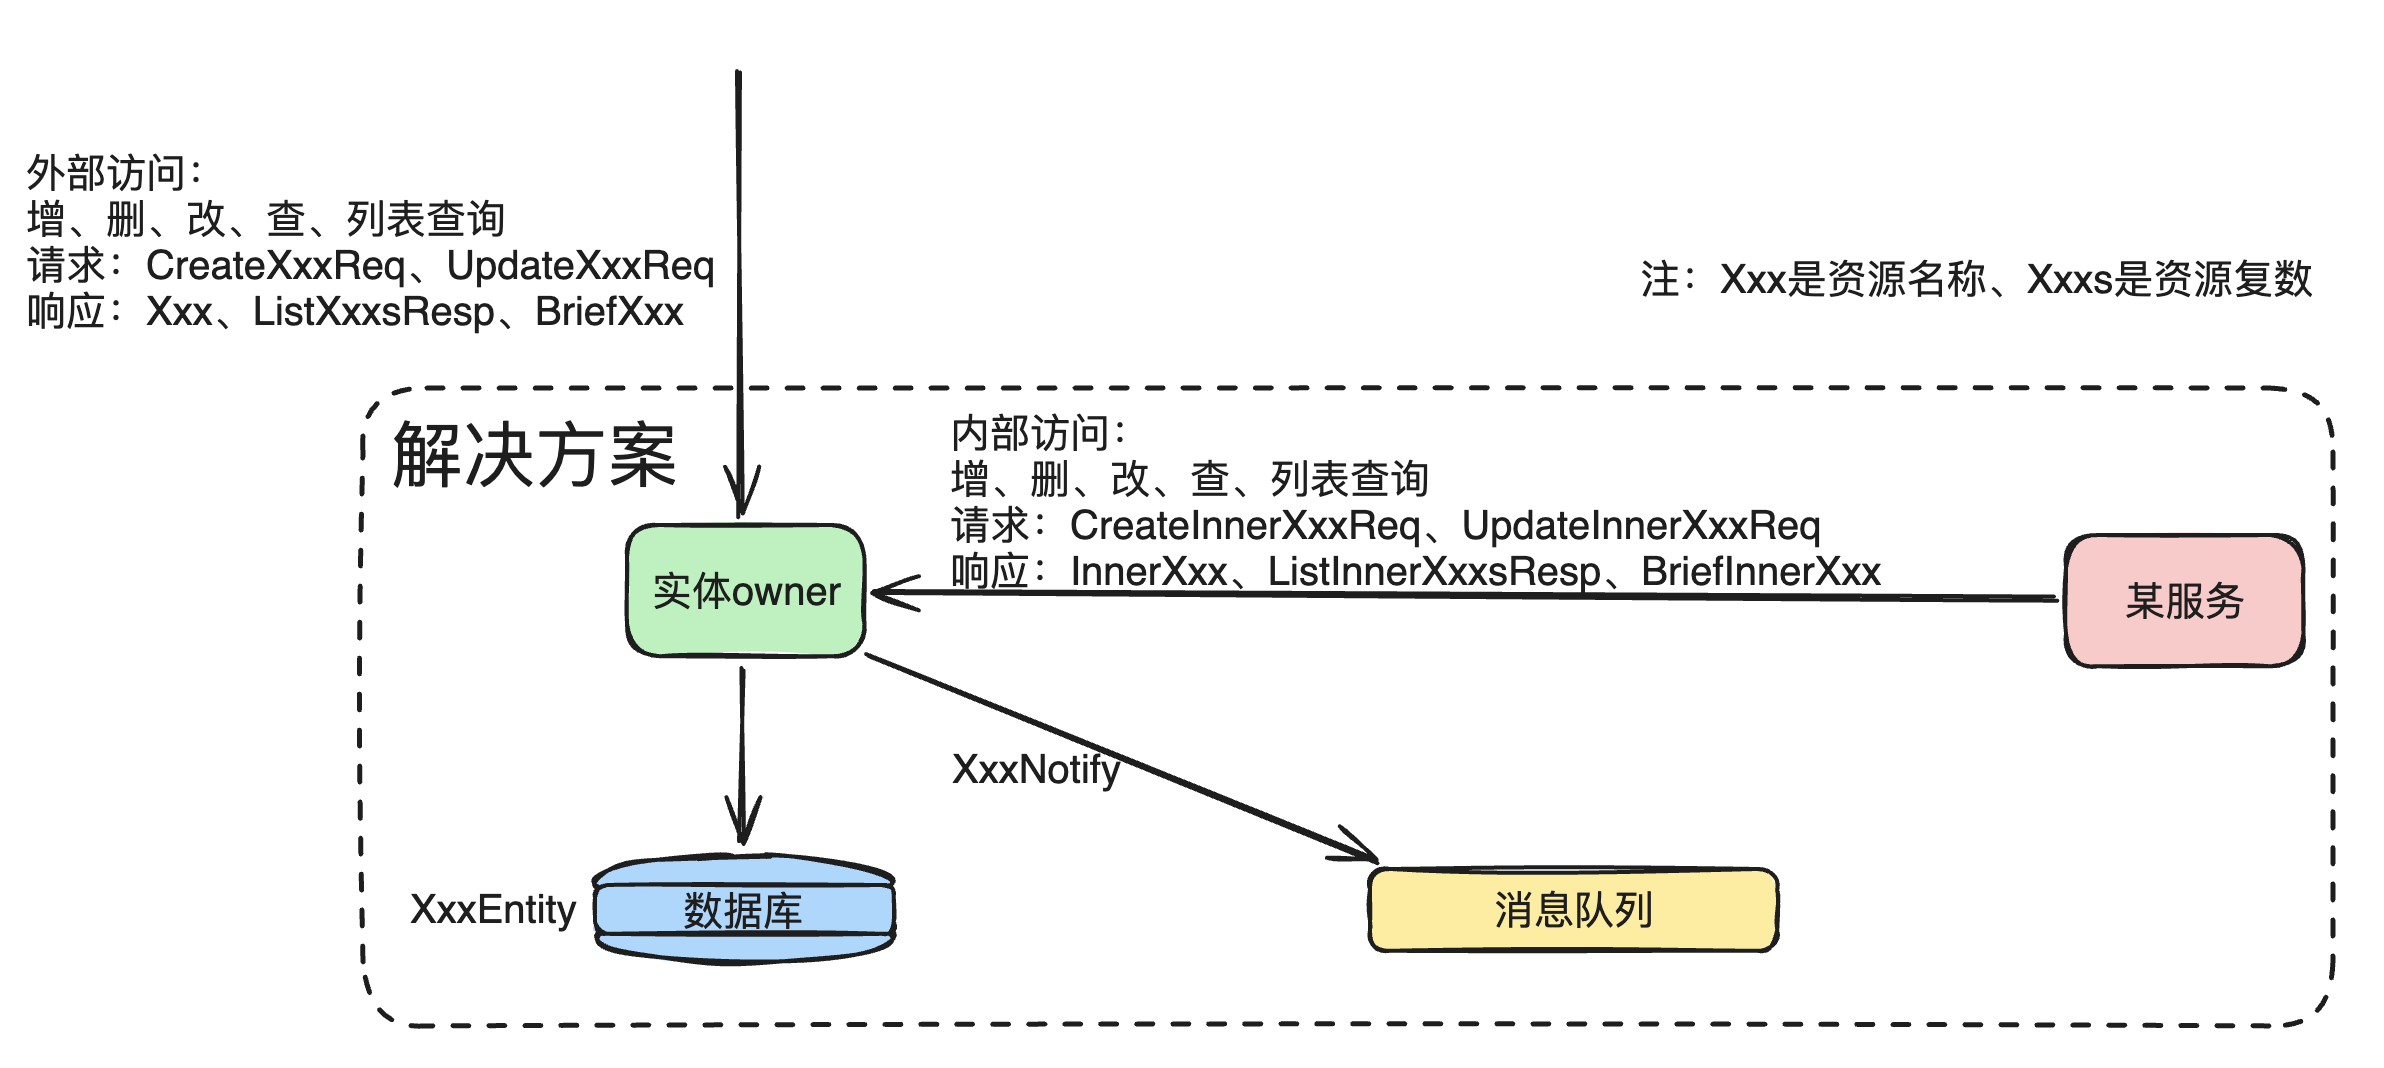 外部访问：
增、删、改、查、列表查询
请求：CreateXxxReq、UpdateXxxReq
响应：Xxx、ListXxxsResp、BriefXxx
注：Xxx是资源名称、Xxxs是资源复数
解决方案
内部访问：
增、删、改、查、列表查询
请求：CreateInnerXxxReq、UpdateInnerXxxReq
响应：InnerXxx、ListInnerXxxsResp、BriefInnerXxx
实体owner
某服务
XxxNotify
XxxEntity
数据库
消息队列